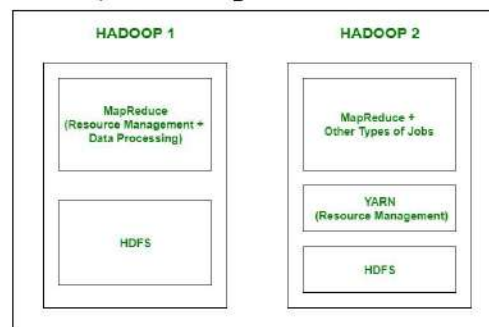 HADOOP 1
MapReduce
(Resource Management +
Data Processing)
HDFS
HADOOP 2
MapReduce +
Other Types of Jobs
YARN
(Resource Management)
HDFS